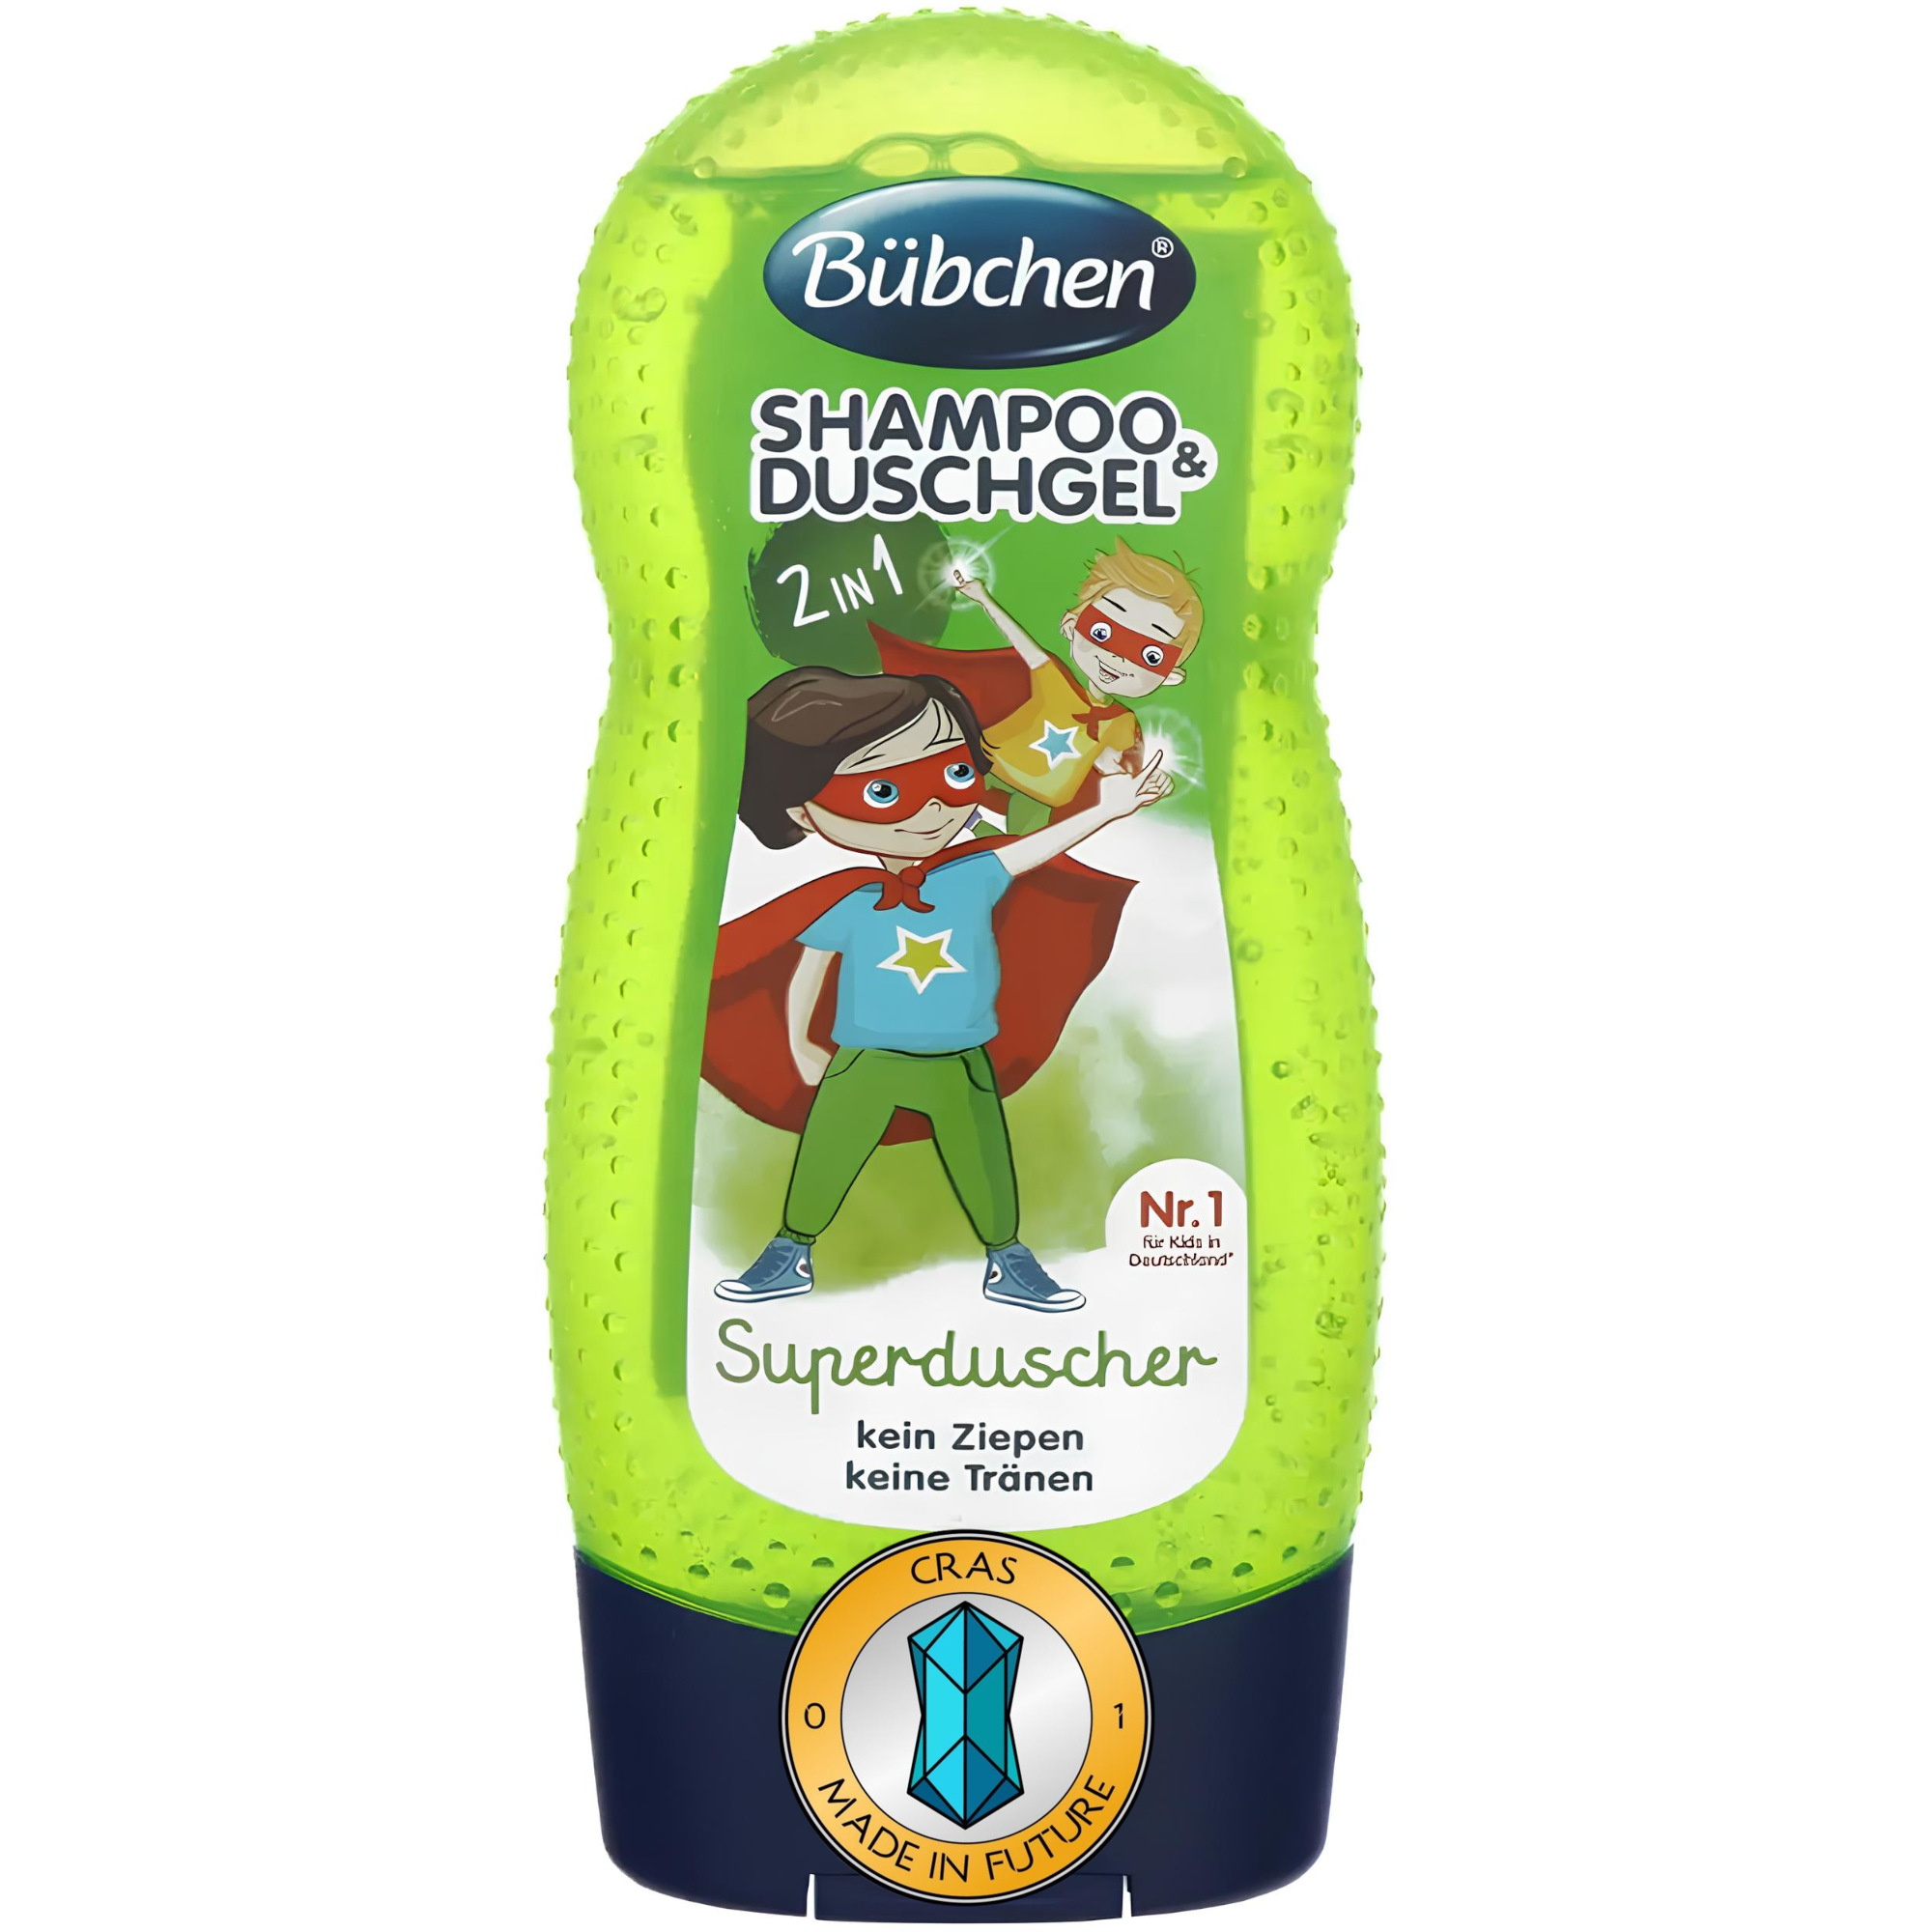 Bübchen®
SHAMPOO &
DUSCHGEL
2 IN 1
Nr. 1
für Kids in
Deutschland*
Superduscher
kein Ziepen
keine Tränen
CRAS
0 1
MADE IN FUTURE